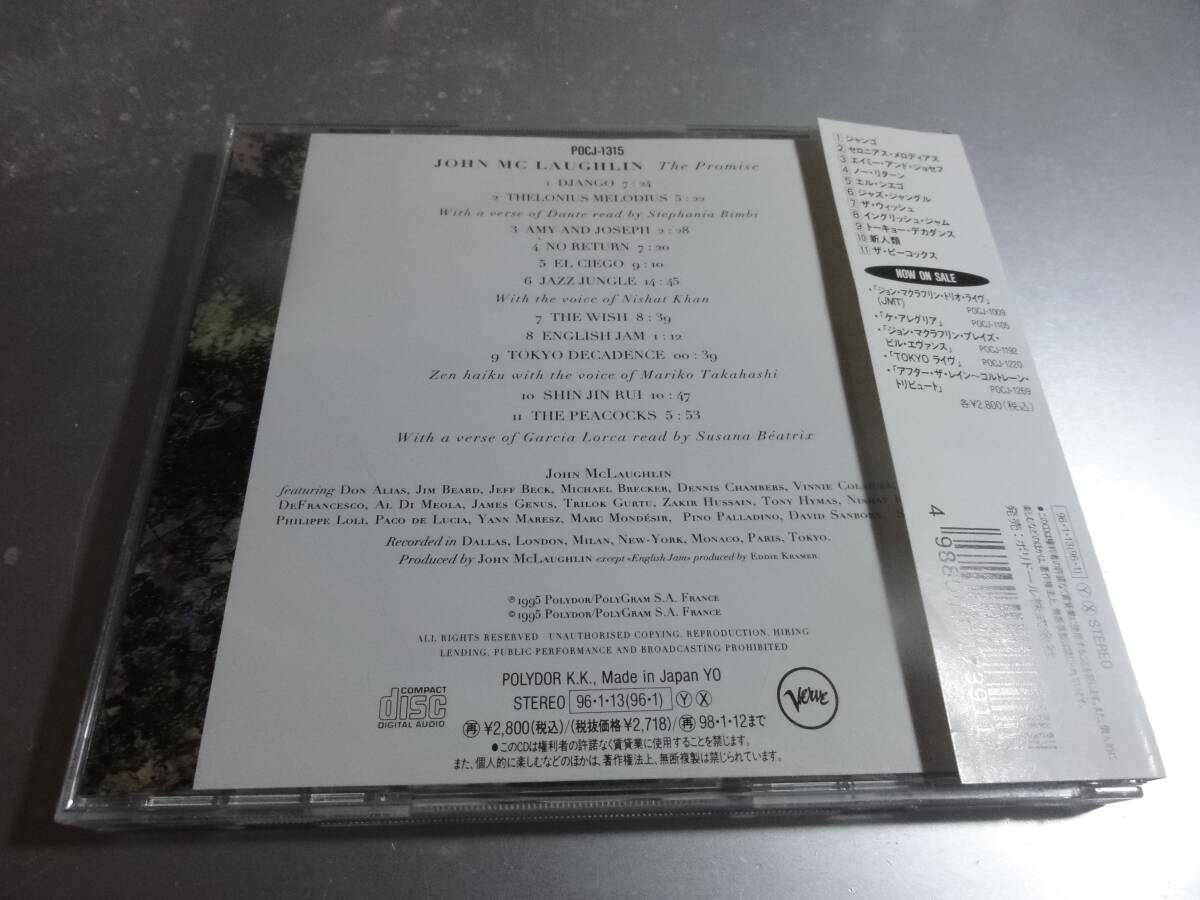 POCJ-1315
JOHN MC LAUGHLIN The Promise
1 DJANGO 7 : 24
2 THELONIUS MELODIUS 5 : 22
With a verse of Dante read by Stephania Bimbi
3 AMY AND JOSEPH 2 : 28
4 NO RETURN 7 : 20
5 EL CIEGO 9 : 10
6 JAZZ JUNGLE 14 : 45
With the voice of Nishat Khan
7 THE WISH 8 : 39
8 ENGLISH JAM 1 : 12
9 TOKYO DECADENCE 00 : 39
Zen haiku with the voice of Mariko Takahashi
10 SHIN JIN RUI 10 : 47
11 THE PEACOCKS 5 : 53
With a verse of Garcia Lorca read by Susana Béatrix
JOHN MCLAUGHLIN
featuring DON ALIAS, JIM BEARD, JEFF BECK, MICHAEL BRECKER, DENNIS CHAMBERS, VINNIE
DEFRANCESCO, AL DI MEOLA, JAMES GENUS, TRILOK GURTU, ZAKIR HUSSAIN, TONY HYMAS, NISHAT
PHILIPPE LOLI, PACO DE LUCIA, YANN MARESZ, MARC MONDÉSIR, PINO PALLADINO, DAVID SANBORN, S
Recorded in DALLAS, LONDON, MILAN, NEW-YORK, MONACO, PARIS, TOKYO.
Produced by JOHN MCLAUGHLIN except «English Jam» produced by EDDIE KRAMER.
℗ 1995 POLYDOR/POLYGRAM S.A. FRANCE
© 1995 POLYDOR/POLYGRAM S.A. FRANCE
ALL RIGHTS RESERVED - UNAUTHORISED COPYING, REPRODUCTION, HIRING
LENDING, PUBLIC PERFORMANCE AND BROADCASTING PROHIBITED
POLYDOR K.K., Made in Japan YO
STEREO 96・1・13(96・1) Ⓨ Ⓧ
再 ¥2,800(税込)/(税抜価格¥2,718)/再 98・1・12まで
●このCDは権利者の許諾なく賃貸業に使用することを禁じます。
また、個人的に楽しむなどのほかは、著作権法上、無断複製は禁じられています。
COMPACT
disc
DIGITAL AUDIO
VERVE
1 ジャンゴ
2 セロニアス・メロディアス
3 エイミー・アンド・ジョセフ
4 ノー・リターン
5 エル・シエゴ
6 ジャズ・ジャングル
7 ザ・ウィッシュ
8 イングリッシュ・ジャム
9 トーキョー・デカダンス
10 新人類
11 ザ・ピーコックス
NOW ON SALE
・「ジョン・マクラフリン・トリオ・ライヴ」
(JMT) POCJ-1009
・「ケ・アレグリア」 POCJ-1105
・「ジョン・マクラフリン・プレイズ・
ビル・エヴァンス」 POCJ-1192
・「TOKYO ライヴ」 POCJ-1220
・「アフター・ザ・レイン〜コルトレーン・
トリビュート」 POCJ-1269
各¥2,800(税込)
96・1・13(96・1) Ⓨ Ⓧ STEREO
発売:ポリドール株式会社